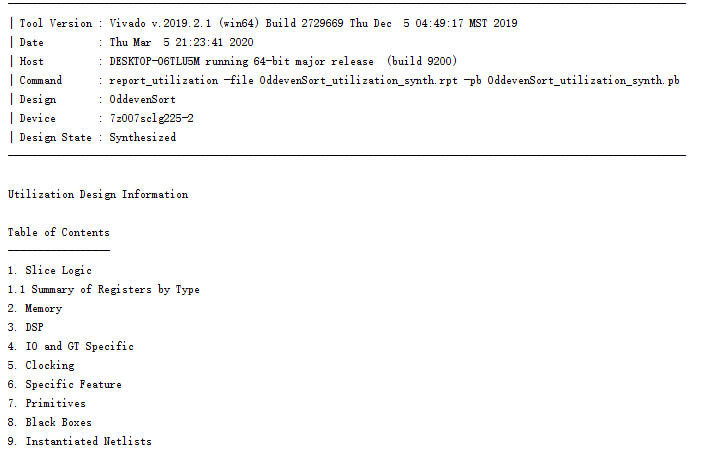 | Tool Version : Vivado v.2019.2.1 (win64) Build 2729669 Thu Dec  5 04:49:17 MST 2019
| Date         : Thu Mar  5 21:23:41 2020
| Host         : DESKTOP-06TLU5M running 64-bit major release  (build 9200)
| Command      : report_utilization -file OddevenSort_utilization_synth.rpt -pb OddevenSort_utilization_synth.pb
| Design       : OddevenSort
| Device       : 7z007sclg225-2
| Design State : Synthesized
Utilization Design Information
Table of Contents
1. Slice Logic
1.1 Summary of Registers by Type
2. Memory
3. DSP
4. IO and GT Specific
5. Clocking
6. Specific Feature
7. Primitives
8. Black Boxes
9. Instantiated Netlists